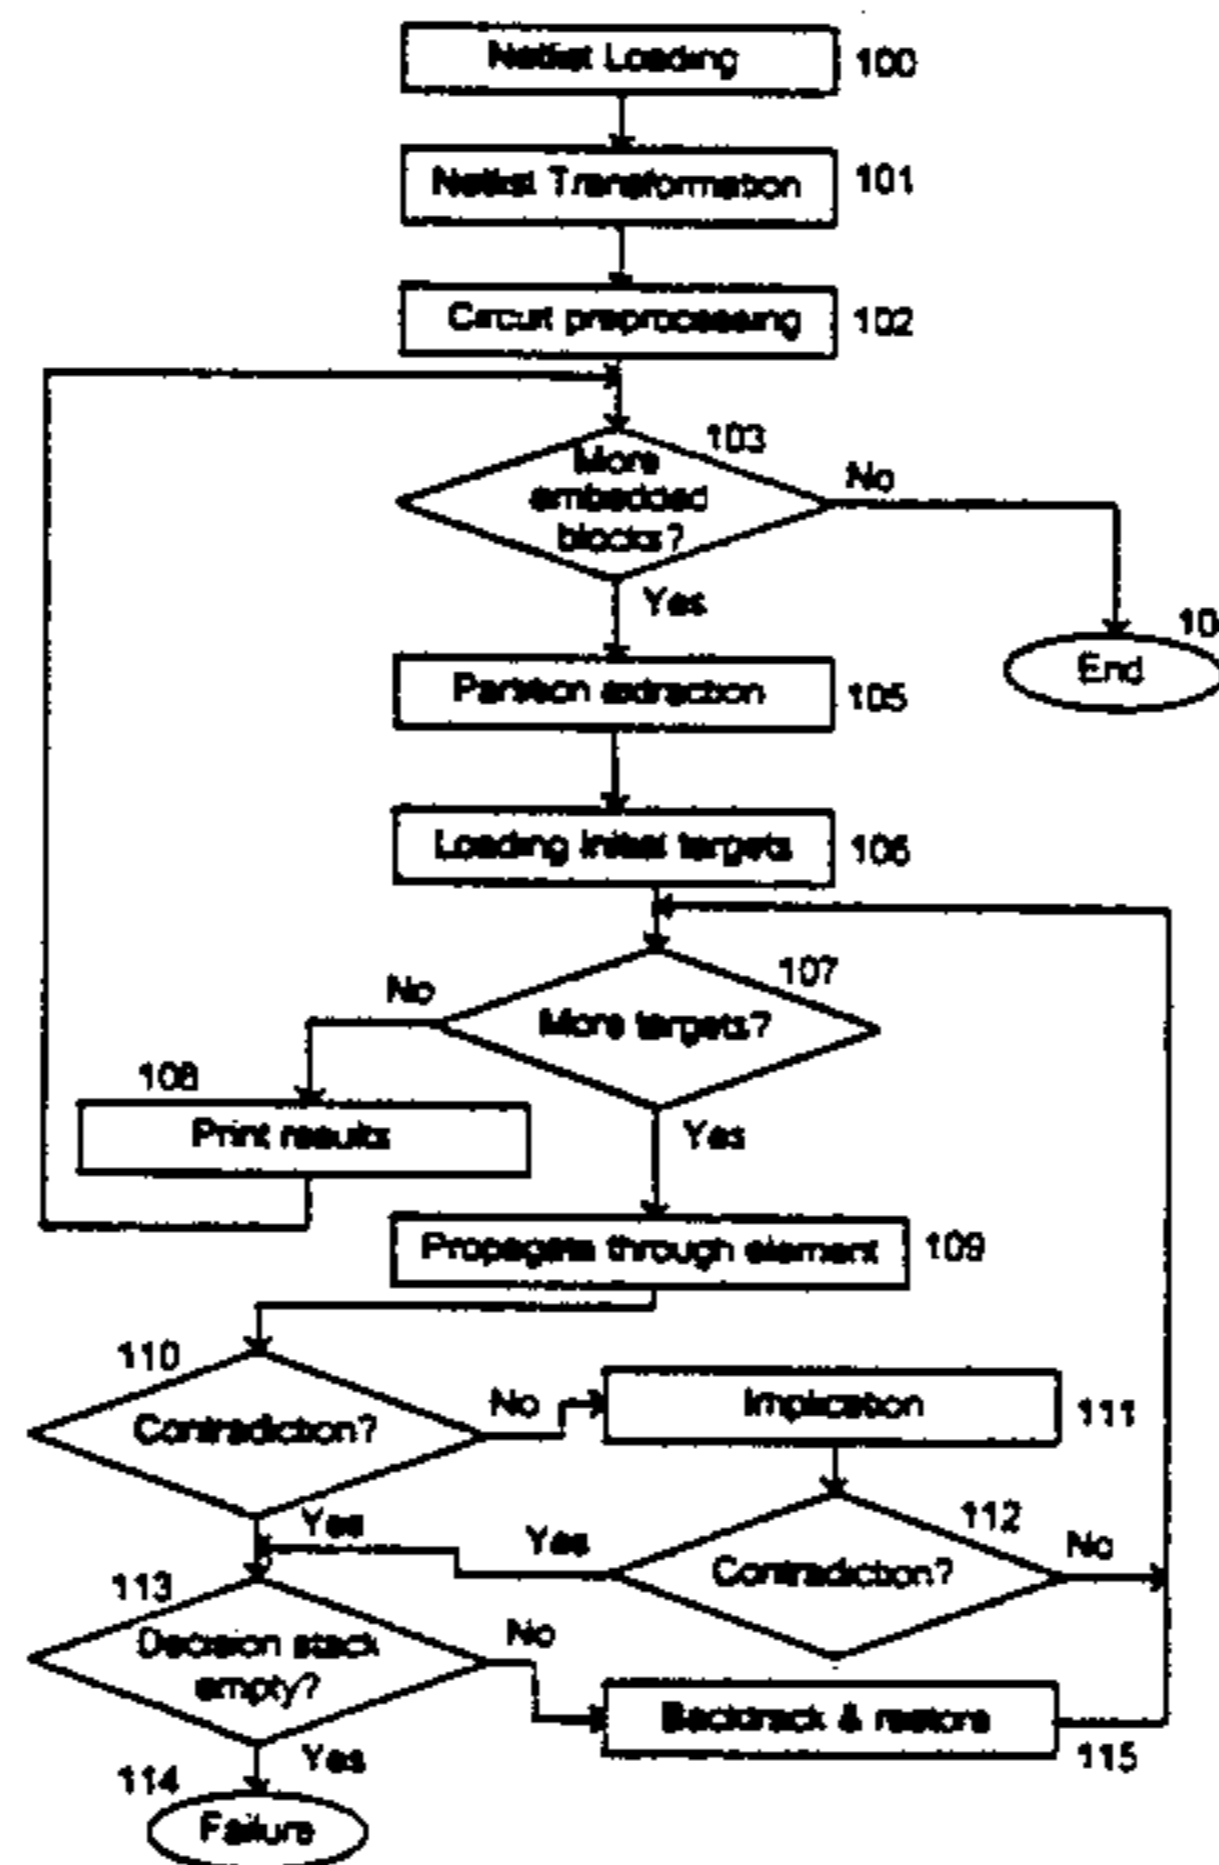 Netlist Loading 100
Netlist Transformation 101
Circuit preprocessing 102
103
More
embedded
blocks?
No
Yes
10
End
Partition extraction 105
Loading initial targets 106
107
No
More targets?
108
Print results
Yes
Propagate through element 109
110
Contradiction?
No
Implication
111
Yes
Yes
112
Contradiction?
No
113
Decision stack
empty?
No
Backtrack & restore
115
Yes
114
Failure